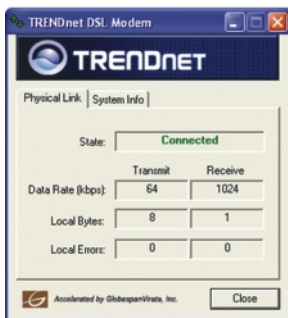 TRENDnet DSL Modem
TRENDNET
Physical Link System Info
State: Connected
Transmit Receive
Data Rate (kbps): 64 1024
Local Bytes: 8 1
Local Errors: 0 0
Accelerated by GlobespanVirata, Inc. Close